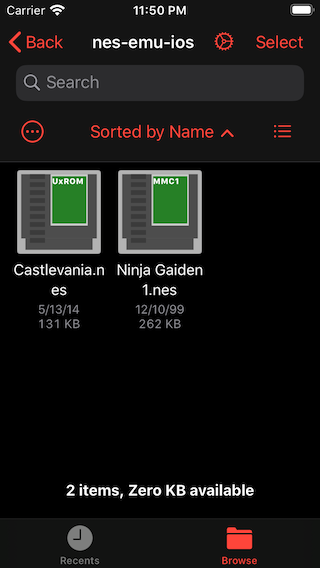 Carrier 11:50 PM
Back nes-emu-ios Select
Search
Sorted by Name
UxROM MMC1
Castlevania.n Ninja Gaiden
es 1.nes
5/13/14 12/10/99
131 KB 262 KB
2 items, Zero KB available
Recents Browse